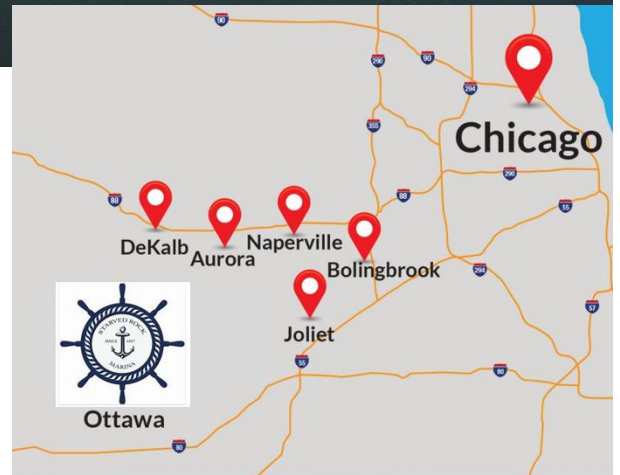 90
290
90
294
Chicago
355
290
88
88
55
DeKalb
Aurora
Naperville
Bolingbrook
294
STARVED ROCK
SINCE
MARINA
Joliet
57
55
80
Ottawa
80